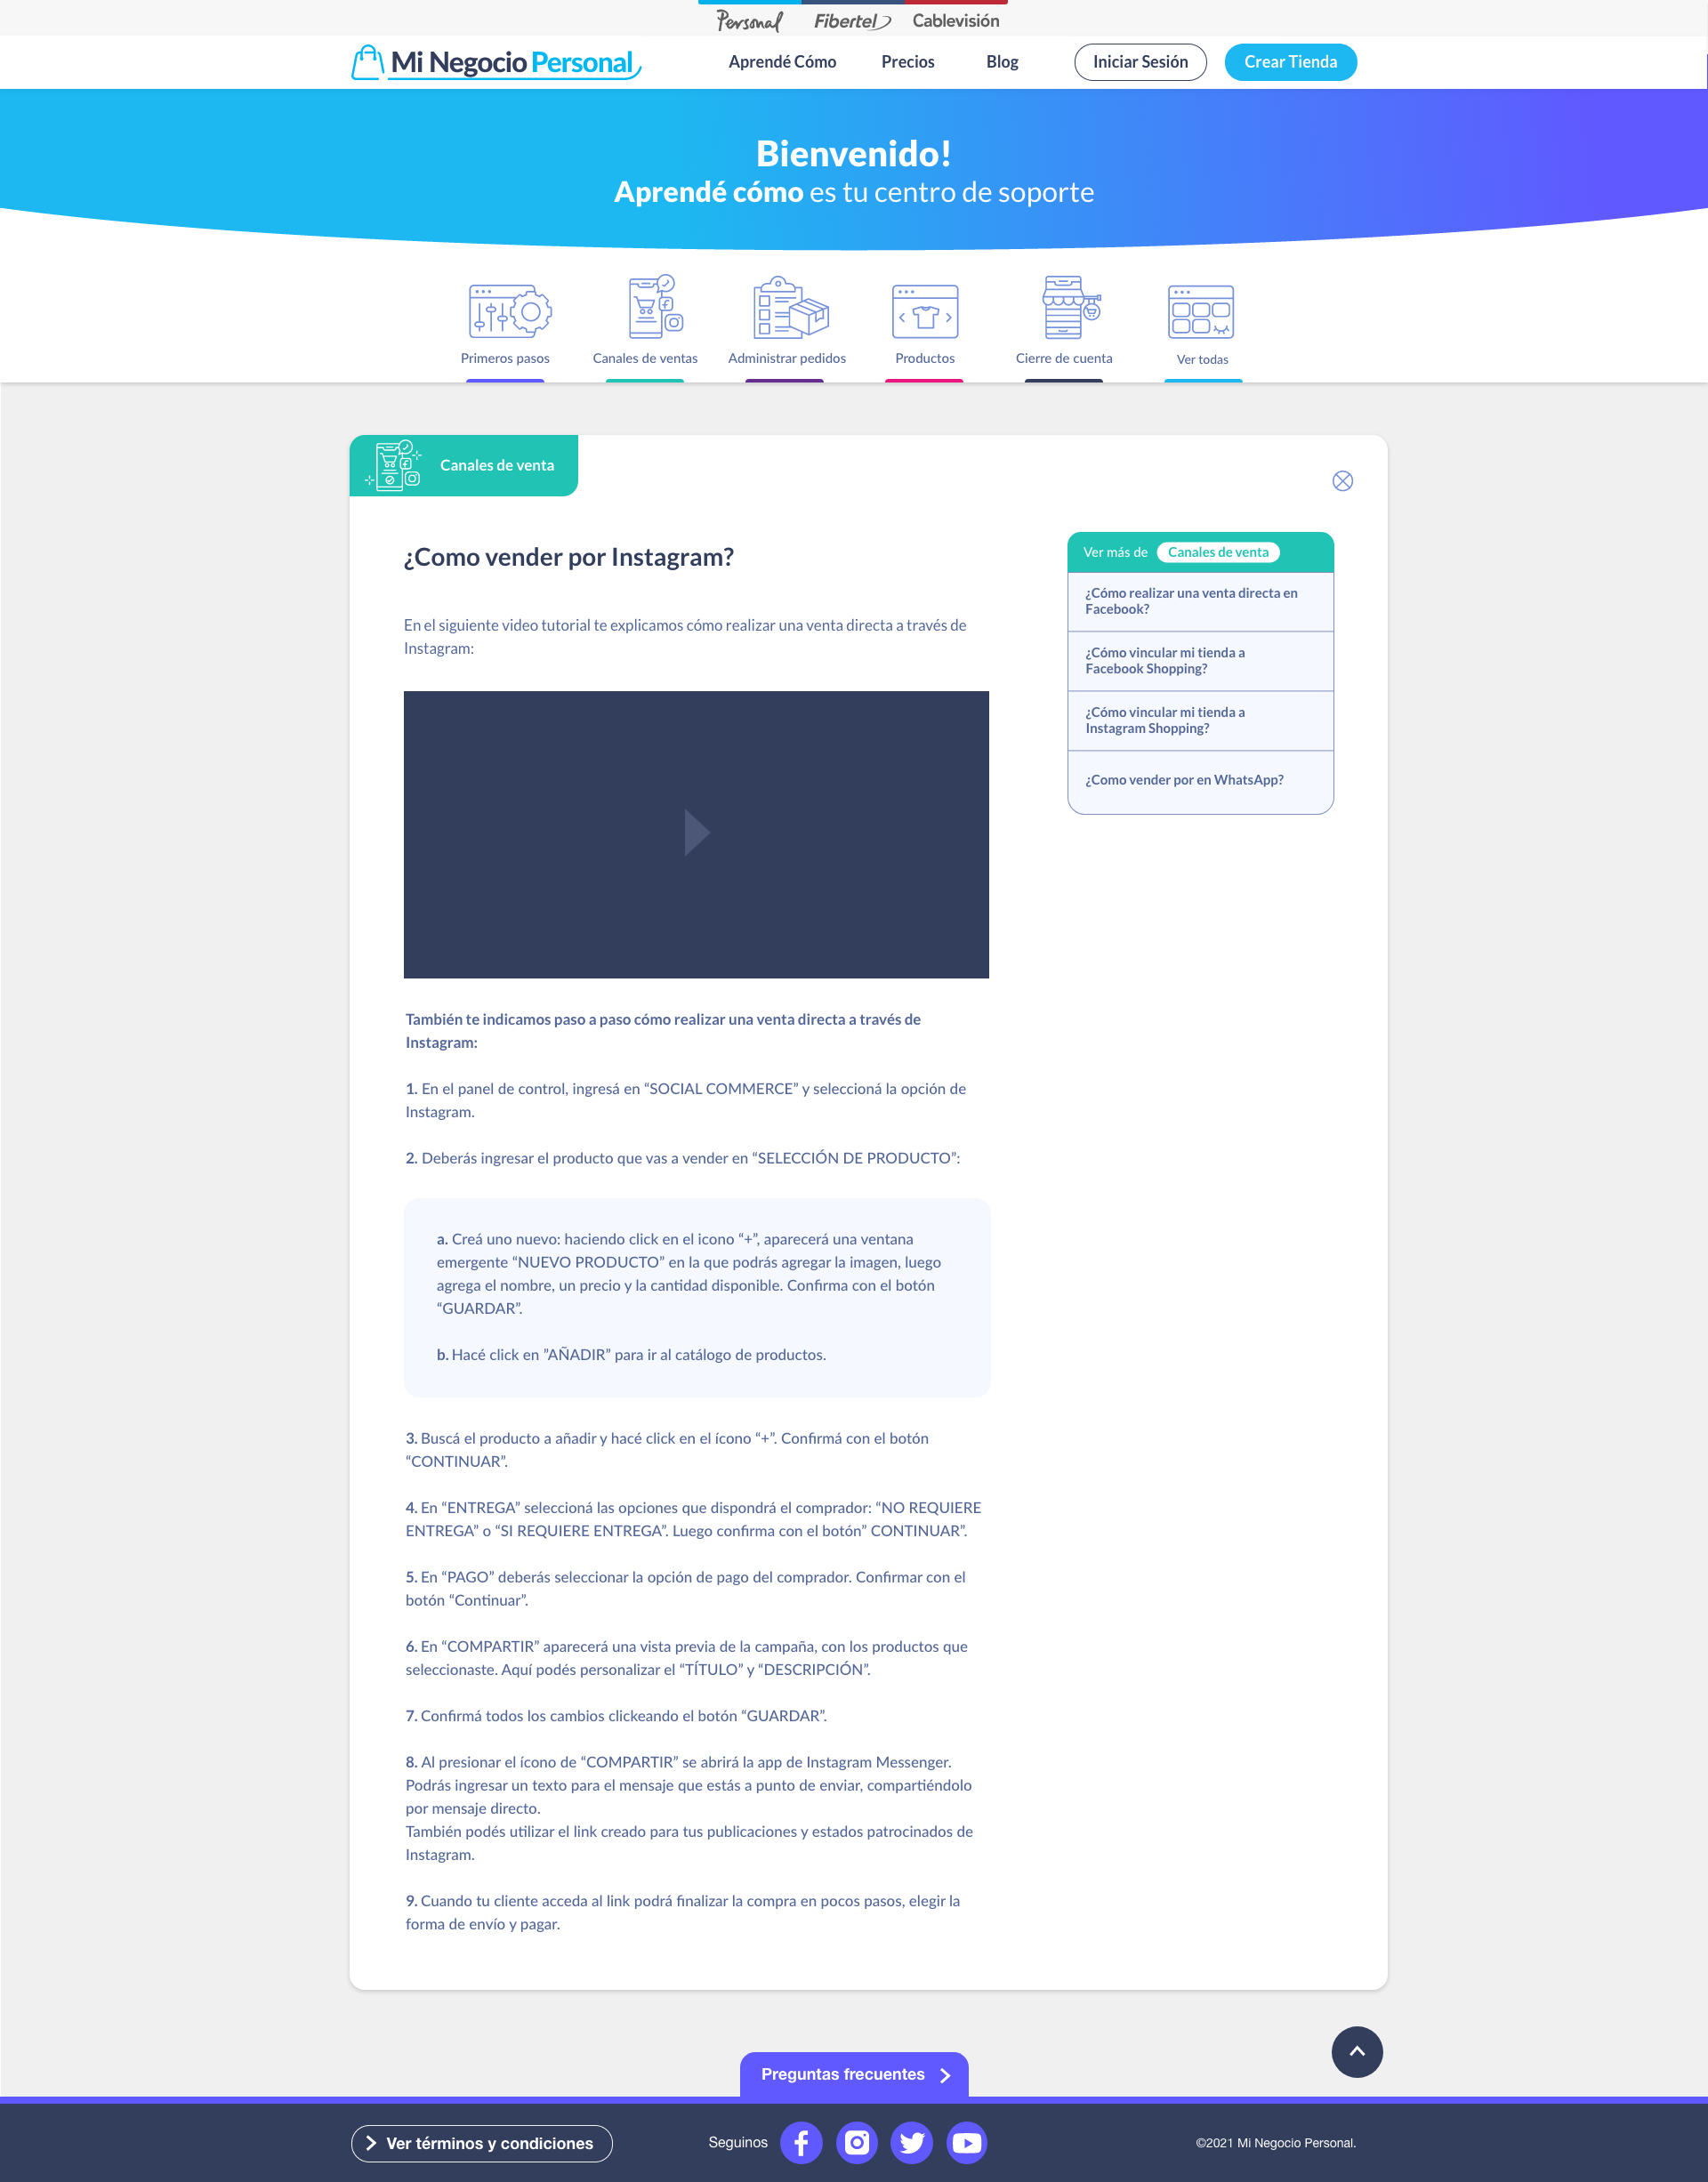 Personal Fibertel Cablevisión
Mi Negocio Personal
Aprendé Cómo Precios Blog Iniciar Sesión Crear Tienda
Bienvenido!
Aprendé cómo es tu centro de soporte
Primeros pasos Canales de ventas Administrar pedidos Productos Cierre de cuenta Ver todas
Canales de venta
¿Como vender por Instagram?
En el siguiente video tutorial te explicamos cómo realizar una venta directa a través de
Instagram:
También te indicamos paso a paso cómo realizar una venta directa a través de
Instagram:
1. En el panel de control, ingresá en “SOCIAL COMMERCE” y seleccioná la opción de
Instagram.
2. Deberás ingresar el producto que vas a vender en “SELECCIÓN DE PRODUCTO”:
a. Creá uno nuevo: haciendo click en el icono “+”, aparecerá una ventana
emergente “NUEVO PRODUCTO” en la que podrás agregar la imagen, luego
agrega el nombre, un precio y la cantidad disponible. Confirma con el botón
“GUARDAR”.
b. Hacé click en ”AÑADIR” para ir al catálogo de productos.
3. Buscá el producto a añadir y hacé click en el ícono “+”. Confirmá con el botón
“CONTINUAR”.
4. En “ENTREGA” seleccioná las opciones que dispondrá el comprador: “NO REQUIERE
ENTREGA” o “SI REQUIERE ENTREGA”. Luego confirma con el botón” CONTINUAR”.
5. En “PAGO” deberás seleccionar la opción de pago del comprador. Confirmar con el
botón “Continuar”.
6. En “COMPARTIR” aparecerá una vista previa de la campaña, con los productos que
seleccionaste. Aquí podés personalizar el “TÍTULO” y “DESCRIPCIÓN”.
7. Confirmá todos los cambios clickeando el botón “GUARDAR”.
8. Al presionar el ícono de “COMPARTIR” se abrirá la app de Instagram Messenger.
Podrás ingresar un texto para el mensaje que estás a punto de enviar, compartiéndolo
por mensaje directo.
También podés utilizar el link creado para tus publicaciones y estados patrocinados de
Instagram.
9. Cuando tu cliente acceda al link podrá finalizar la compra en pocos pasos, elegir la
forma de envío y pagar.
Ver más de Canales de venta
¿Cómo realizar una venta directa en
Facebook?
¿Cómo vincular mi tienda a
Facebook Shopping?
¿Cómo vincular mi tienda a
Instagram Shopping?
¿Como vender por en WhatsApp?
Preguntas frecuentes
Ver términos y condiciones
Seguinos
©2021 Mi Negocio Personal.